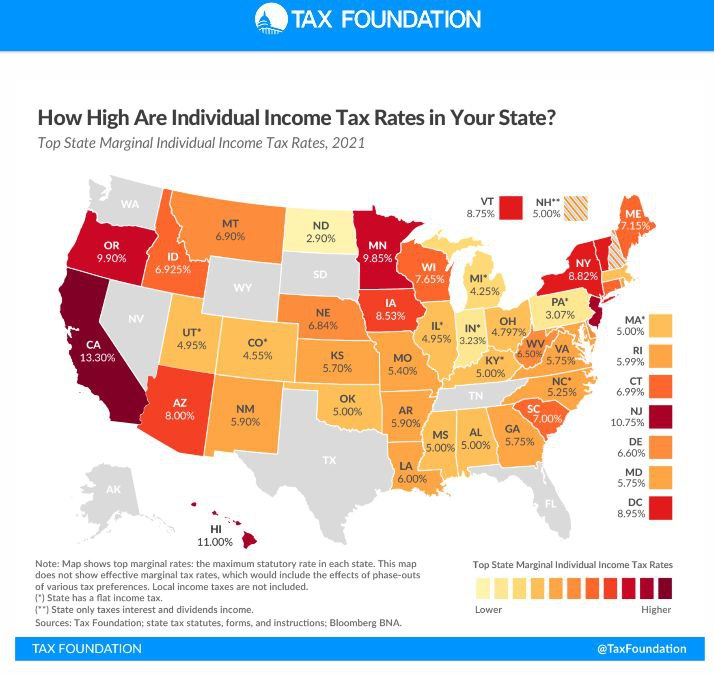 TAX FOUNDATION
How High Are Individual Income Tax Rates in Your State?
Top State Marginal Individual Income Tax Rates, 2021
WA
OR
9.90%
CA
13.30%
NV
ID
6.925%
MT
6.90%
WY
UT*
4.95%
CO*
4.55%
AZ
8.00%
NM
5.90%
ND
2.90%
SD
NE
6.84%
KS
5.70%
OK
5.00%
TX
MN
9.85%
IA
8.53%
MO
5.40%
AR
5.90%
LA
6.00%
WI
7.65%
IL*
4.95%
MI*
4.25%
IN*
3.23%
OH
4.797%
KY*
5.00%
TN
MS
5.00%
AL
5.00%
GA
5.75%
FL
SC
7.00%
NC*
5.25%
VA
5.75%
WV
6.50%
PA*
3.07%
NY
8.82%
ME
7.15%
VT
8.75%
NH**
5.00%
MA*
5.00%
RI
5.99%
CT
6.99%
NJ
10.75%
DE
6.60%
MD
5.75%
DC
8.95%
AK
HI
11.00%
Note: Map shows top marginal rates: the maximum statutory rate in each state. This map
does not show effective marginal tax rates, which would include the effects of phase-outs
of various tax preferences. Local income taxes are not included.
(*) State has a flat income tax.
(**) State only taxes interest and dividends income.
Sources: Tax Foundation; state tax statutes, forms, and instructions; Bloomberg BNA.
Top State Marginal Individual Income Tax Rates
Lower
Higher
TAX FOUNDATION
@TaxFoundation